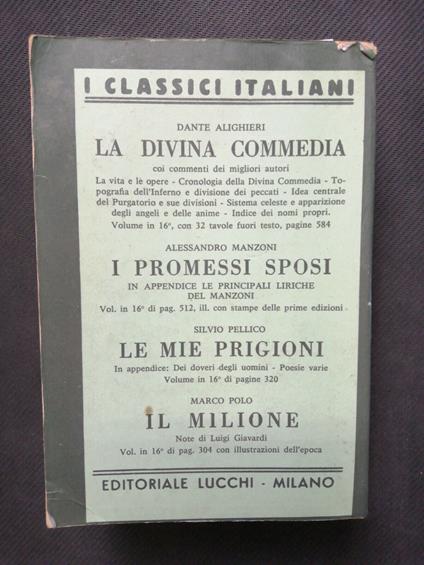 I CLASSICI ITALIANI
DANTE ALIGHIERI
LA DIVINA COMMEDIA
coi commenti dei migliori autori
La vita e lè opere - Cronologia della Divina Commedia - To-
pografia dell'Inferno e divisione dei peccati - Idea centrale
del Purgatorio e sue divisioni - Sistema celeste e apparizione
degli angeli e delle anime - Indice dei nomi propri.
Volume in 16°, con 32 tavole fuori testo, pagine 584
ALESSANDRO MANZONI
I PROMESSI SPOSI
IN APPENDICE LE PRINCIPALI LIRICHE
DEL MANZONI
Vol. in 16° di pag. 512, ill. con stampe delle prime edizioni
SILVIO PELLICO
LE MIE PRIGIONI
In appendice: Dei doveri degli uomini - Poesie varie
Volume in 16° di pagine 320
MARCO POLO
IL MILIONE
Note di Luigi Giavardi
Vol. in 16° di pag. 304 con illustrazioni dell'epoca
EDITORIALE LUCCHI - MILANO